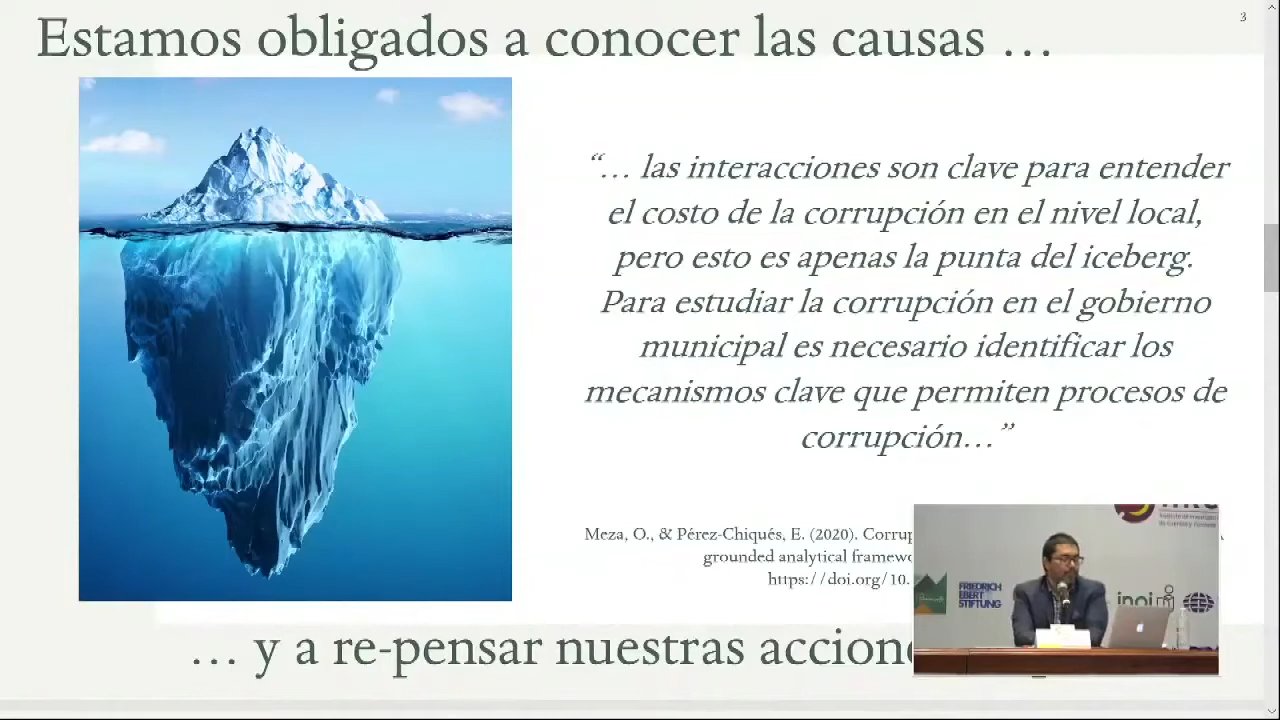 3
Estamos obligados a conocer las causas …
“… las interacciones son clave para entender
el costo de la corrupción en el nivel local,
pero esto es apenas la punta del iceberg.
Para estudiar la corrupción en el gobierno
municipal es necesario identificar los
mecanismos clave que permiten procesos de
corrupción…”
Meza, O., & Pérez-Chiqués, E. (2020). Corrup
grounded analytical framewo
https://doi.org/10.
… y a re-pensar nuestras accion
FRIEDRICH
EBERT
STIFTUNG
inai